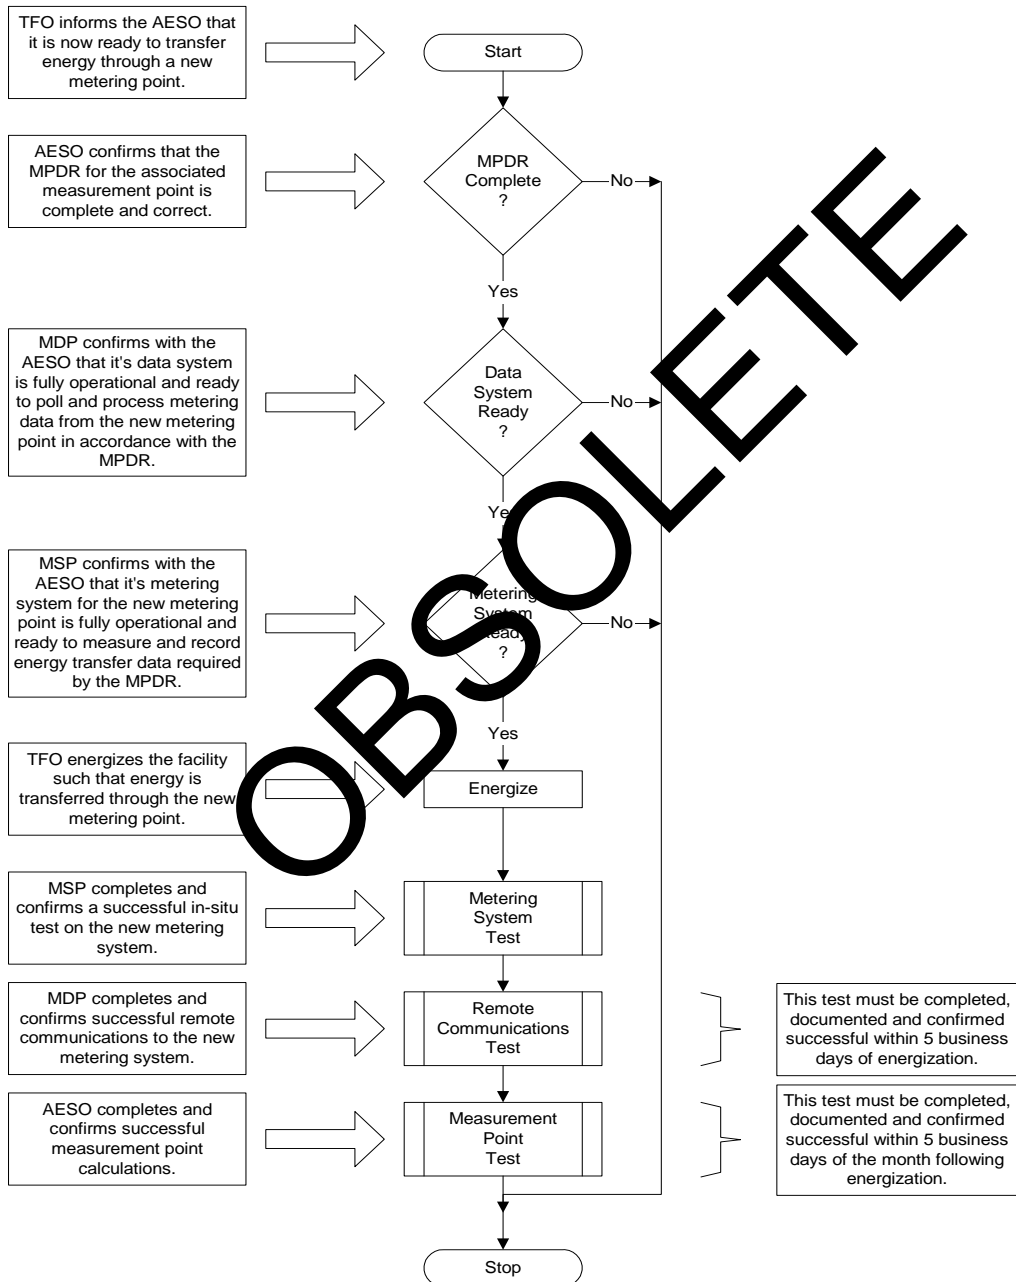 TFO informs the AESO that
it is now ready to transfer
energy through a new
metering point.
Start
AESO confirms that the
MPDR for the associated
measurement point is
complete and correct.
MPDR
Complete
?
No
Yes
MDP confirms with the
AESO that it's data system
is fully operational and ready
to poll and process metering
data from the new metering
point in accordance with the
MPDR.
Data
System
Ready
?
No
Yes
MSP confirms with the
AESO that it's metering
system for the new metering
point is fully operational and
ready to measure and record
energy transfer data required
by the MPDR.
Metering
System
Ready
?
No
Yes
TFO energizes the facility
such that energy is
transferred through the new
metering point.
Energize
MSP completes and
confirms a successful in-situ
test on the new metering
system.
Metering
System
Test
MDP completes and
confirms successful remote
communications to the new
metering system.
Remote
Communications
Test
This test must be completed,
documented and confirmed
successful within 5 business
days of energization.
AESO completes and
confirms successful
measurement point
calculations.
Measurement
Point
Test
This test must be completed,
documented and confirmed
successful within 5 business
days of the month following
energization.
Stop
OBSOLETE